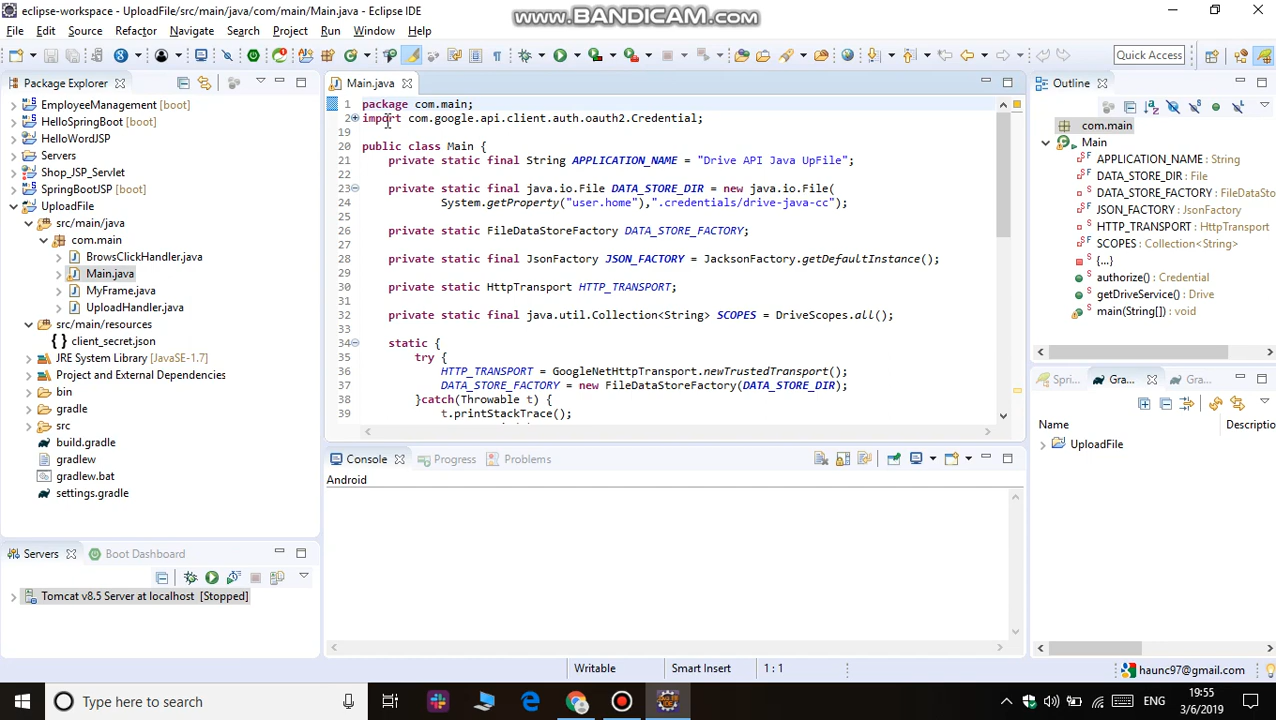 eclipse-workspace - UploadFile/src/main/java/com/main/Main.java - Eclipse IDE
www.BANDICAM.com
File Edit Source Refactor Navigate Search Project Run Window Help
Quick Access
Package Explorer
EmployeeManagement [boot]
HelloSpringBoot [boot]
HelloWordJSP
Servers
Shop_JSP_Servlet
SpringBootJSP [boot]
UploadFile
src/main/java
com.main
BrowsClickHandler.java
Main.java
MyFrame.java
UploadHandler.java
src/main/resources
client_secret.json
JRE System Library [JavaSE-1.7]
Project and External Dependencies
bin
gradle
src
build.gradle
gradlew
gradlew.bat
settings.gradle
Servers Boot Dashboard
Tomcat v8.5 Server at localhost [Stopped]
Main.java
1 package com.main;
2 import com.google.api.client.auth.oauth2.Credential;
19
20 public class Main {
21 private static final String APPLICATION_NAME = "Drive API Java UpFile";
22
23 private static final java.io.File DATA_STORE_DIR = new java.io.File(
24 System.getProperty("user.home"),".credentials/drive-java-cc");
25
26 private static FileDataStoreFactory DATA_STORE_FACTORY;
27
28 private static final JsonFactory JSON_FACTORY = JacksonFactory.getDefaultInstance();
29
30 private static HttpTransport HTTP_TRANSPORT;
31
32 private static final java.util.Collection<String> SCOPES = DriveScopes.all();
33
34 static {
35 try {
36 HTTP_TRANSPORT = GoogleNetHttpTransport.newTrustedTransport();
37 DATA_STORE_FACTORY = new FileDataStoreFactory(DATA_STORE_DIR);
38 }catch(Throwable t) {
39 t.printStackTrace();
Console Progress Problems
Android
Outline
com.main
Main
APPLICATION_NAME : String
DATA_STORE_DIR : File
DATA_STORE_FACTORY : FileDataSto
JSON_FACTORY : JsonFactory
HTTP_TRANSPORT : HttpTransport
SCOPES : Collection<String>
{...}
authorize() : Credential
getDriveService() : Drive
main(String[]) : void
Spri... Gra... Gra...
Name Descriptio
UploadFile
Writable Smart Insert 1 : 1 haunc97@gmail.com
Type here to search
ENG
19:55
3/6/2019